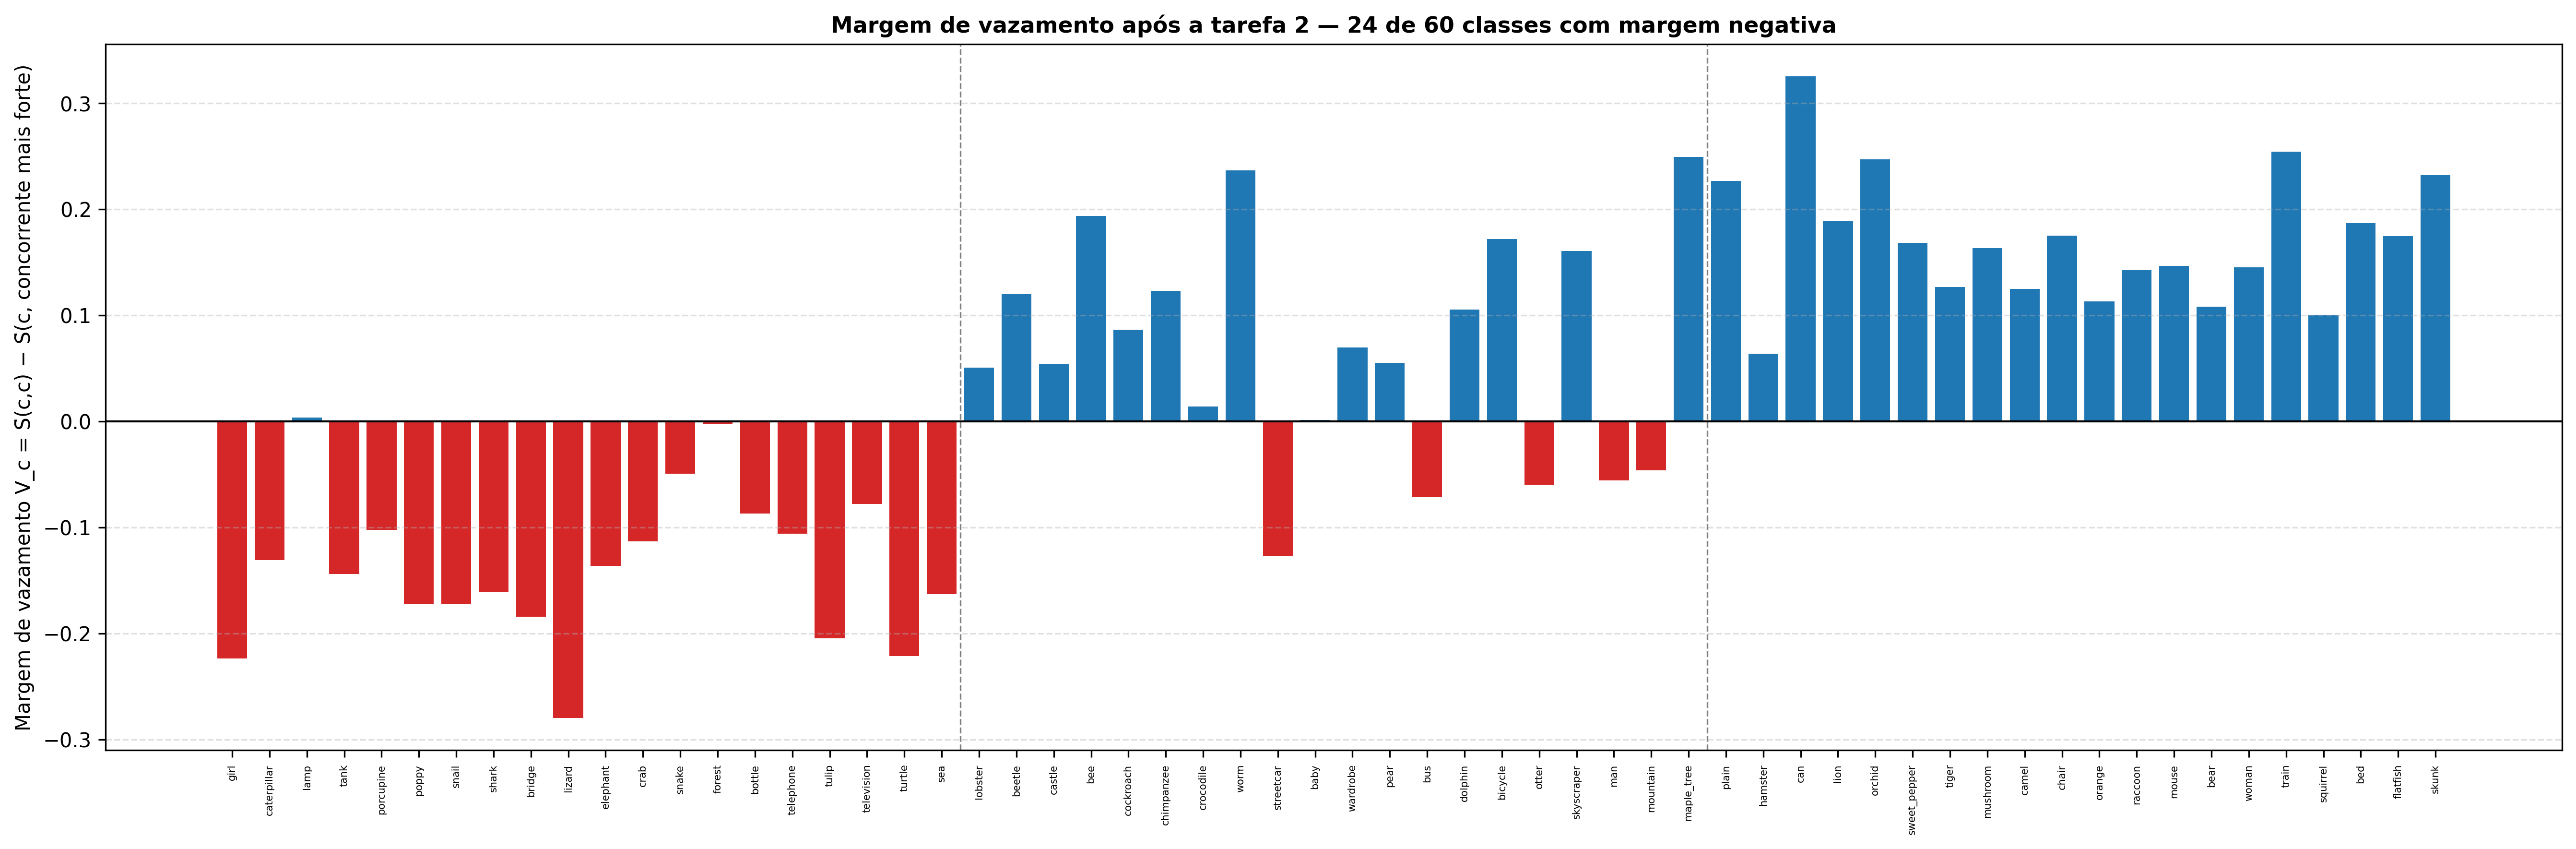 Margem de vazamento após a tarefa 2 — 24 de 60 classes com margem negativa
Margem de vazamento V_c = S(c,c) − S(c, concorrente mais forte)
0.3
0.2
0.1
0.0
−0.1
−0.2
−0.3
girl
caterpillar
lamp
tank
porcupine
poppy
snail
shark
bridge
lizard
elephant
crab
snake
forest
bottle
telephone
tulip
television
turtle
sea
lobster
beetle
castle
bee
cockroach
chimpanzee
crocodile
worm
streetcar
baby
wardrobe
pear
bus
dolphin
bicycle
otter
skyscraper
man
mountain
maple_tree
plain
hamster
can
lion
orchid
sweet_pepper
tiger
mushroom
camel
chair
orange
raccoon
mouse
bear
woman
train
squirrel
bed
flatfish
skunk